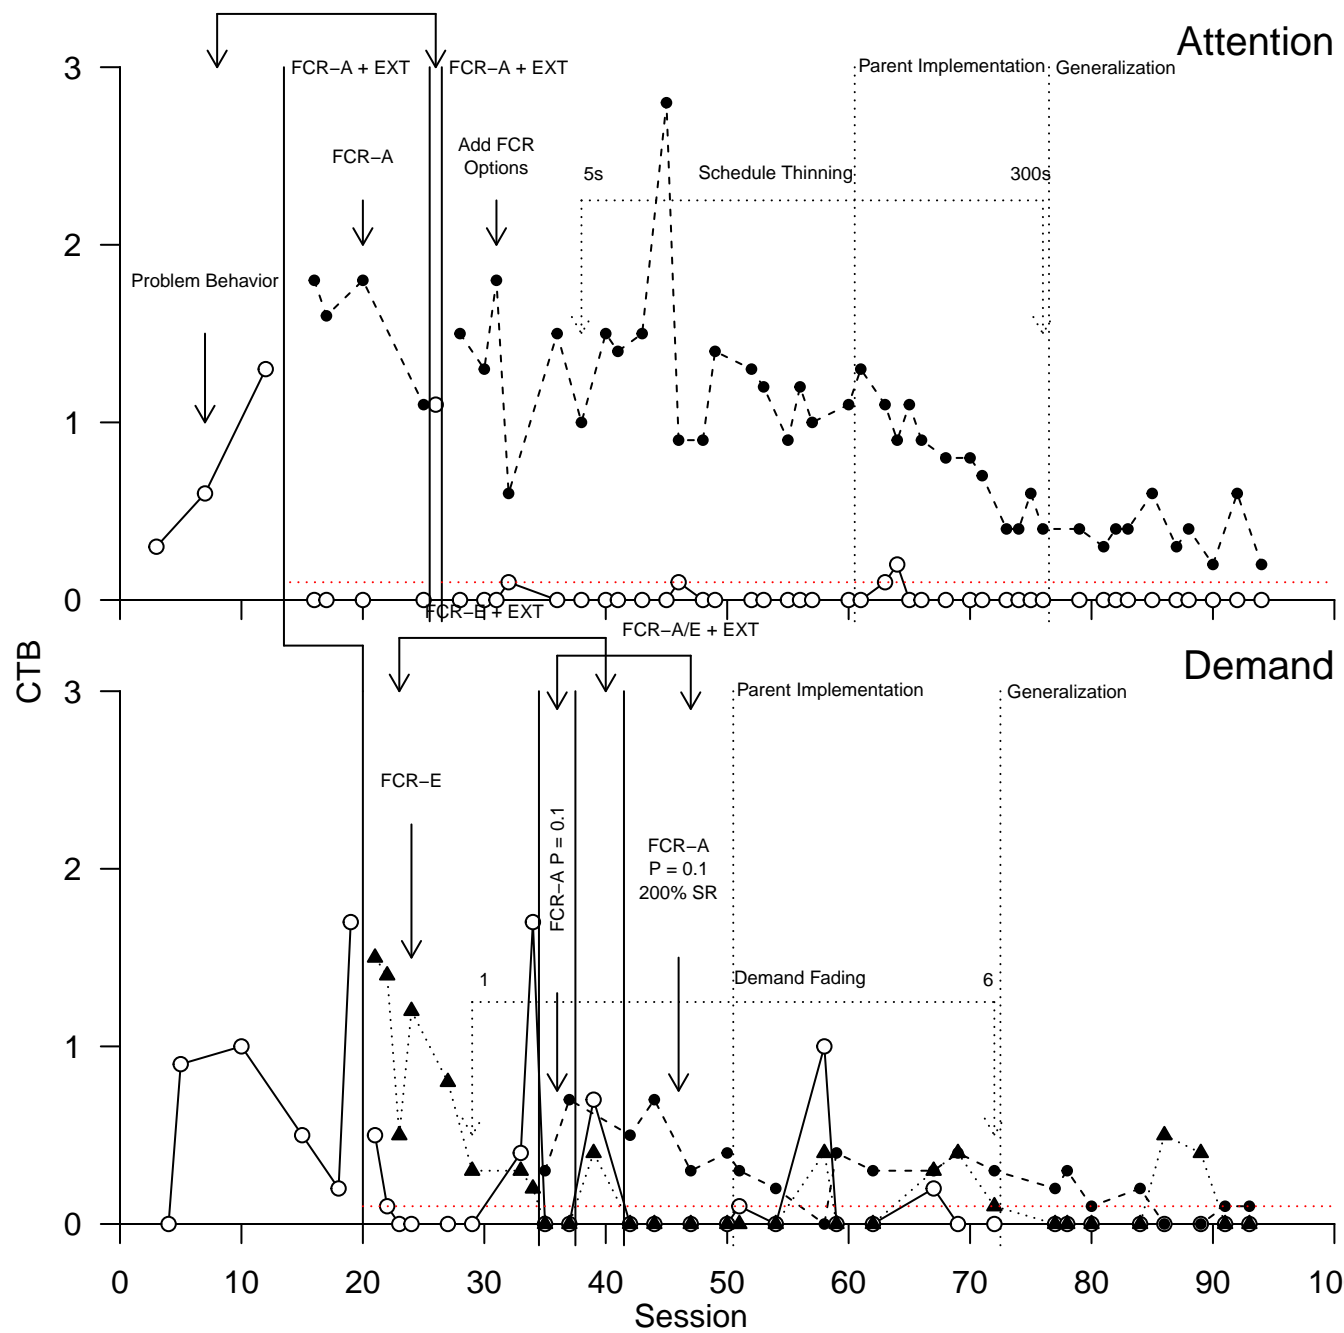 Attention
3
FCR−A + EXT
FCR−A + EXT
Parent Implementation
Generalization
FCR−A
Add FCR
Options
5s
Schedule Thinning
300s
2
Problem Behavior
1
0
FCR−E + EXT
FCR−A/E + EXT
CTB
Demand
3
Parent Implementation
Generalization
FCR−E
FCR−A P = 0.1
FCR−A
P = 0.1
200% SR
2
1
Demand Fading
6
1
0
0 10 20 30 40 50 60 70 80 90 10
Session